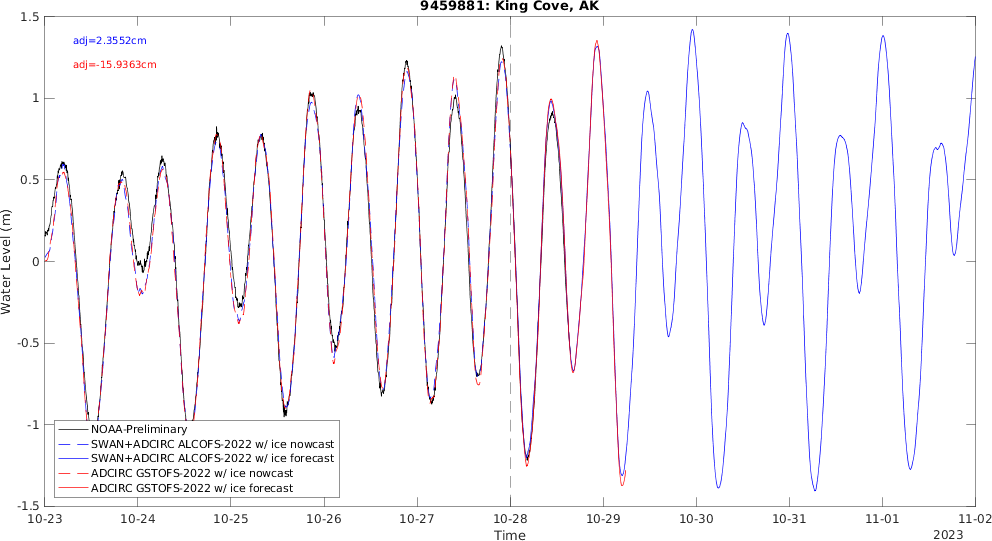 9459881: King Cove, AK
adj=2.3552cm
adj=-15.9363cm
Water Level (m)
1.5
1
0.5
0
-0.5
-1
-1.5
NOAA-Preliminary
SWAN+ADCIRC ALCOFS-2022 w/ ice nowcast
SWAN+ADCIRC ALCOFS-2022 w/ ice forecast
ADCIRC GSTOFS-2022 w/ ice nowcast
ADCIRC GSTOFS-2022 w/ ice forecast
10-23 10-24 10-25 10-26 10-27 10-28 10-29 10-30 10-31 11-01 11-02
Time
2023